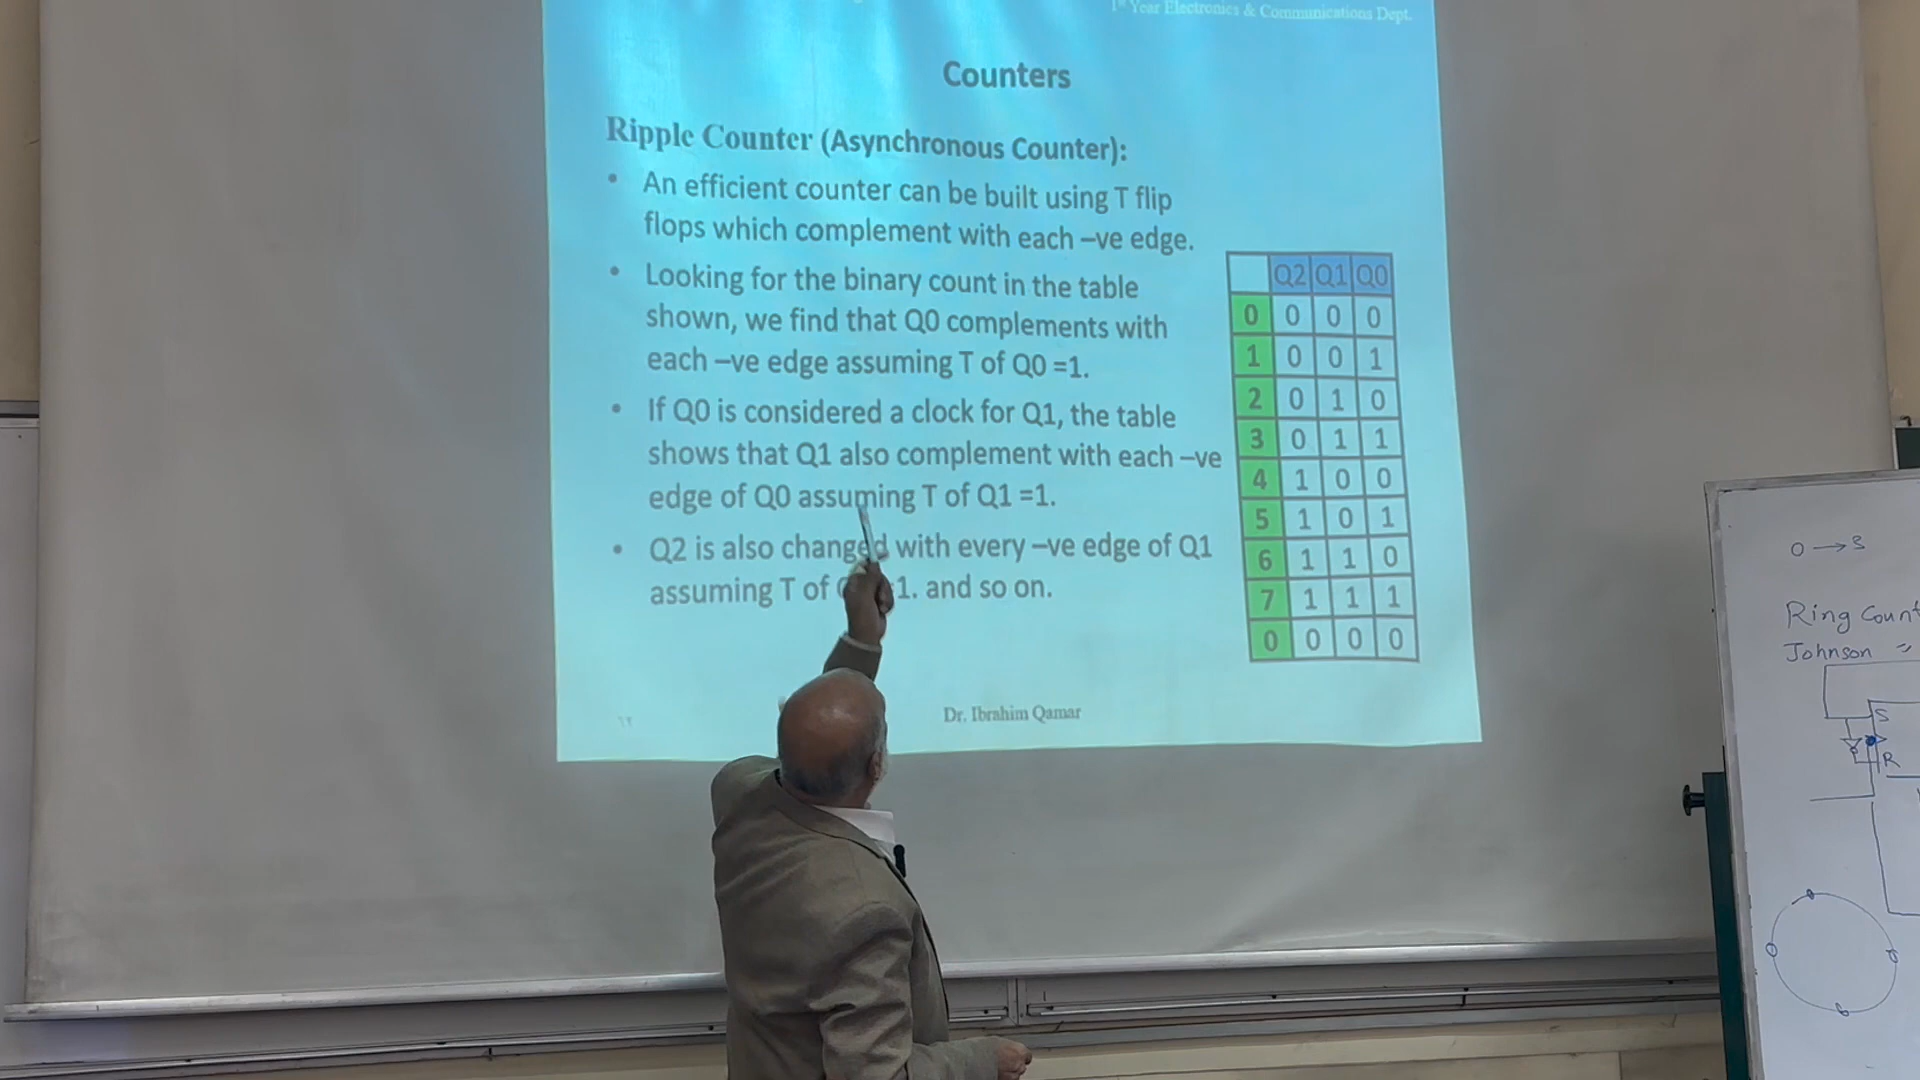 1st Year Electronics & Communications Dept.
Counters
Ripple Counter (Asynchronous Counter):
• An efficient counter can be built using T flip
flops which complement with each –ve edge.
• Looking for the binary count in the table
shown, we find that Q0 complements with
each –ve edge assuming T of Q0 =1.
• If Q0 is considered a clock for Q1, the table
shows that Q1 also complement with each –ve
edge of Q0 assuming T of Q1 =1.
• Q2 is also changed with every –ve edge of Q1
assuming T of 1. and so on.
Q2 Q1 Q0
0 0 0 0
1 0 0 1
2 0 1 0
3 0 1 1
4 1 0 0
5 1 0 1
6 1 1 0
7 1 1 1
0 0 0 0
Dr. Ibrahim Qamar
Ring Count
Johnson
S
R